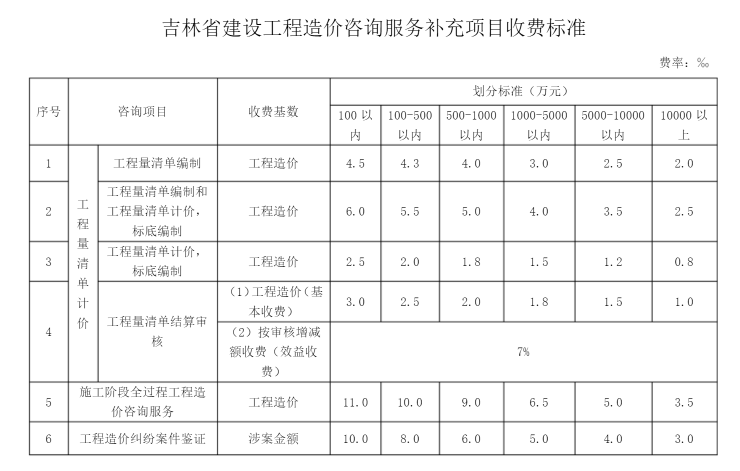 吉林省建设工程造价咨询服务补充项目收费标准
费率：‰
序号 咨询项目 收费基数 划分标准（万元）
100 以内 100-500以内 500-1000以内 1000-5000以内 5000-10000以内 10000 以上
工程量清单计价
1 工程量清单编制 工程造价 4.5 4.3 4.0 3.0 2.5 2.0
2 工程量清单编制和工程量清单计价，标底编制 工程造价 6.0 5.5 5.0 4.0 3.5 2.5
3 工程量清单计价，标底编制 工程造价 2.5 2.0 1.8 1.5 1.2 0.8
4 工程量清单结算审核 （1）工程造价（基本收费） 3.0 2.5 2.0 1.8 1.5 1.0
（2）按审核增减额收费（效益收费） 7%
5 施工阶段全过程工程造价咨询服务 工程造价 11.0 10.0 9.0 6.5 5.0 3.5
6 工程造价纠纷案件鉴证 涉案金额 10.0 8.0 6.0 5.0 4.0 3.0